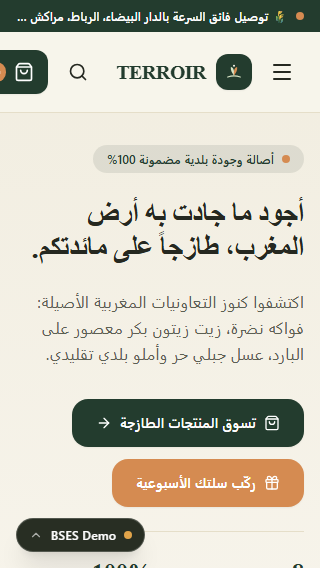 توصيل فائق السرعة بالدار البيضاء، الرباط، مراكش ...
TERROIR
أصالة وجودة بلدية مضمونة 100%
أجود ما جادت به أرض
المغرب، طازجاً على مائدتكم.
اكتشفوا كنوز التعاونيات المغربية الأصيلة:
فواكه نضرة، زيت زيتون بكر معصور على
البارد، عسل جبلي حر وأملو بلدي تقليدي.
تسوق المنتجات الطازجة
ركّب سلتك الأسبوعية
BSES Demo